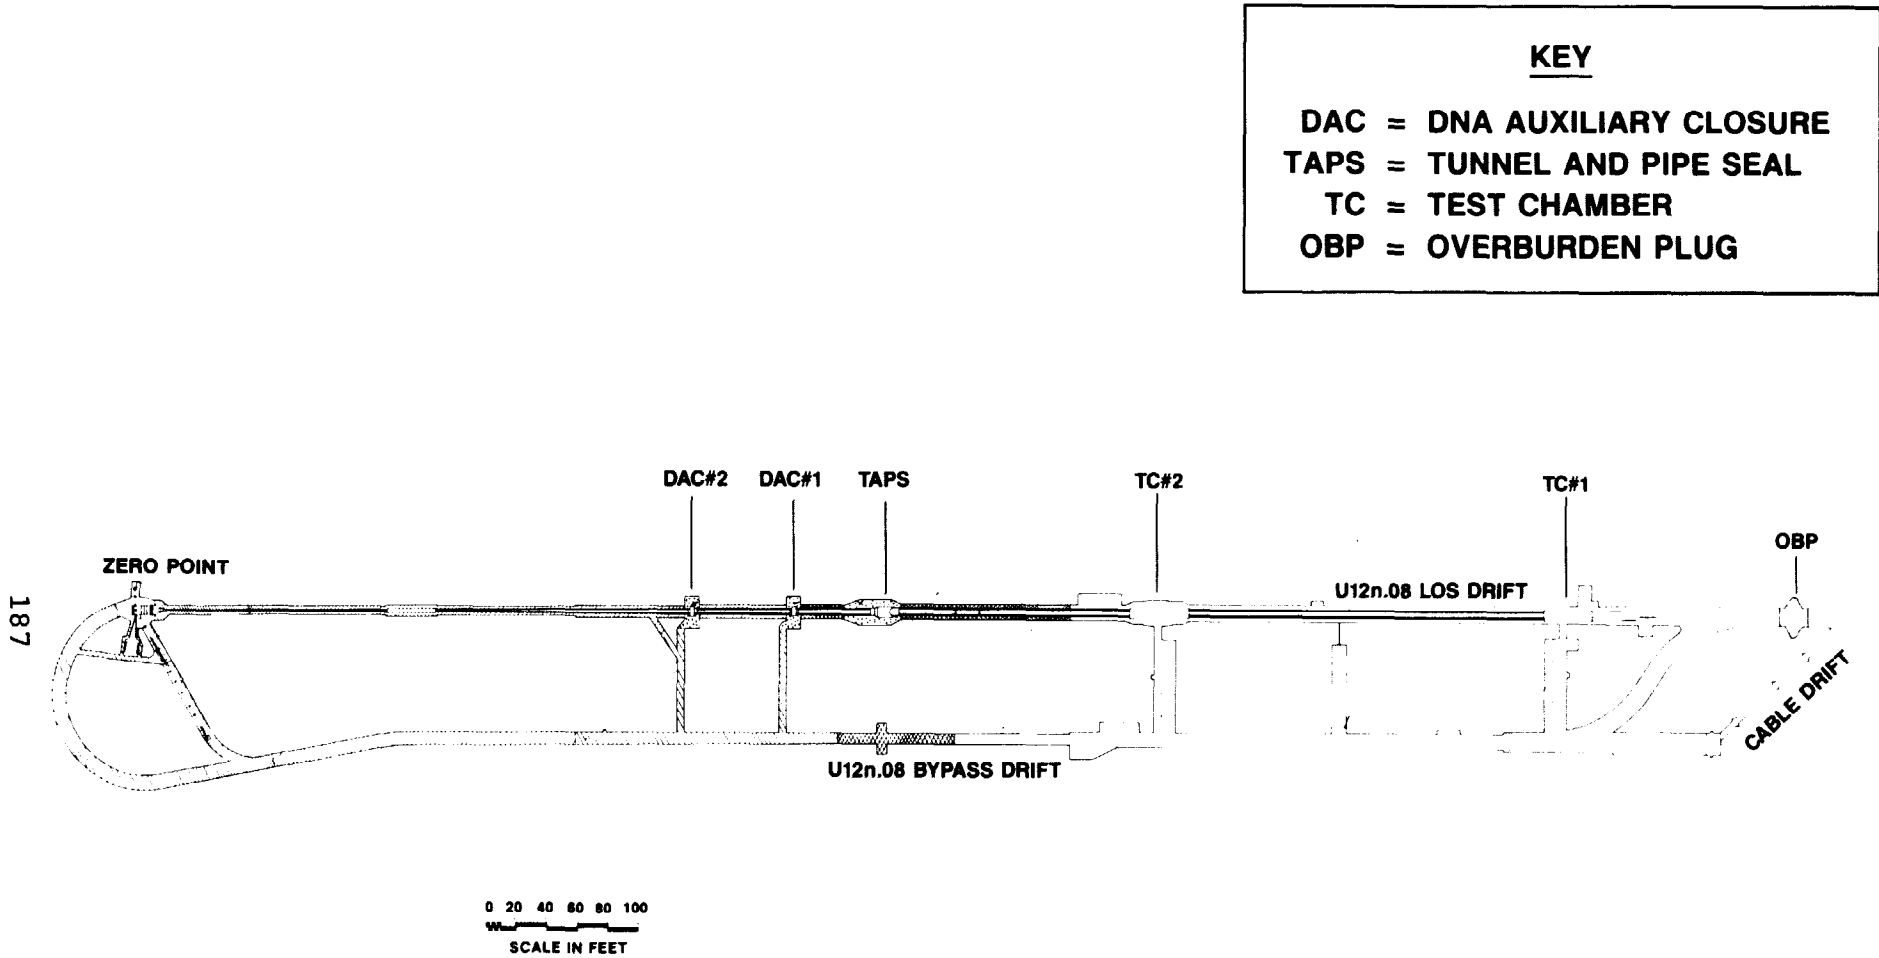 KEY
DAC = DNA AUXILIARY CLOSURE
TAPS = TUNNEL AND PIPE SEAL
TC = TEST CHAMBER
OBP = OVERBURDEN PLUG
DAC#2 DAC#1 TAPS TC#2 TC#1
OBP
ZERO POINT
U12n.08 LOS DRIFT
187
CABLE DRIFT
U12n.08 BYPASS DRIFT
0 20 40 60 80 100
SCALE IN FEET